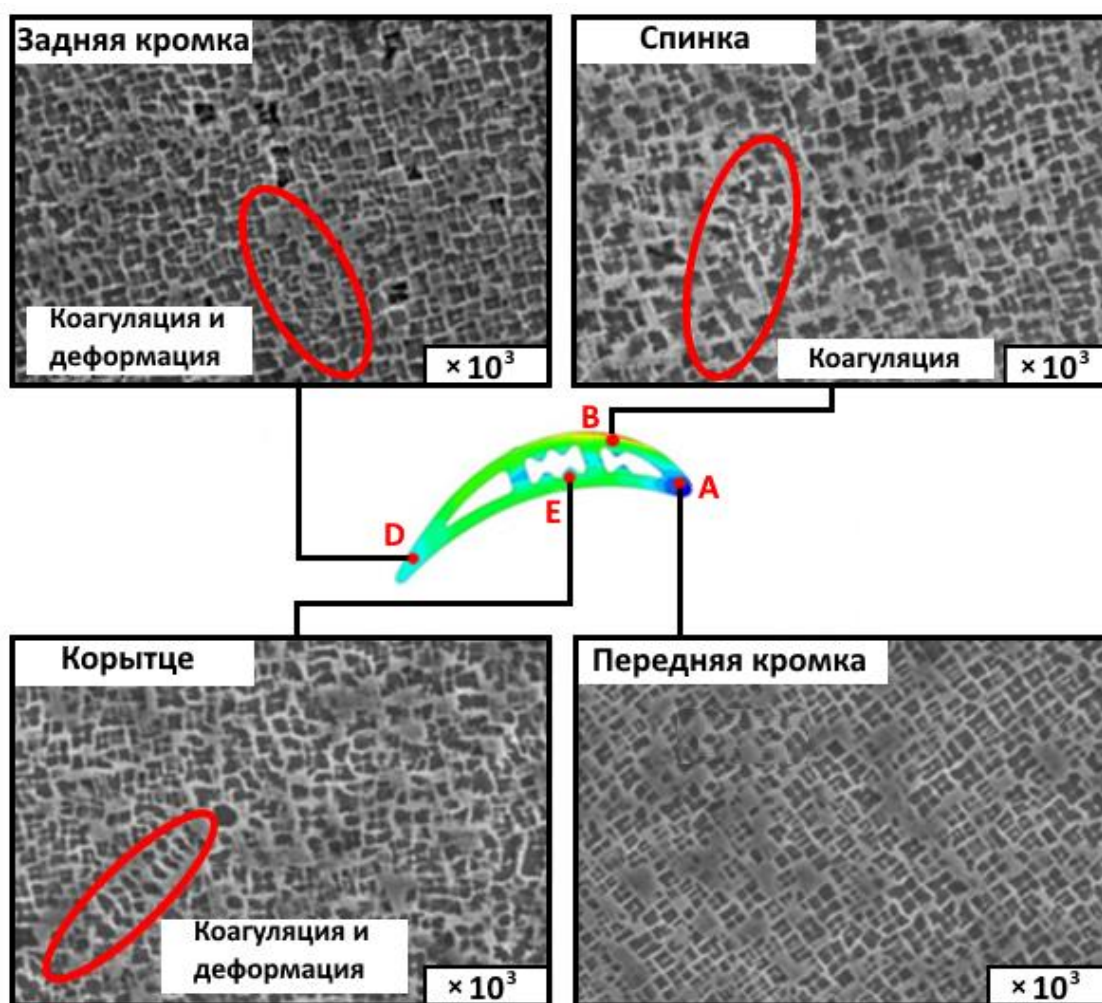 Задняя кромка
Спинка
Коагуляция и
деформация
× 10³
Коагуляция
× 10³
B
A
E
D
Корытце
Передняя кромка
Коагуляция и
деформация
× 10³
× 10³